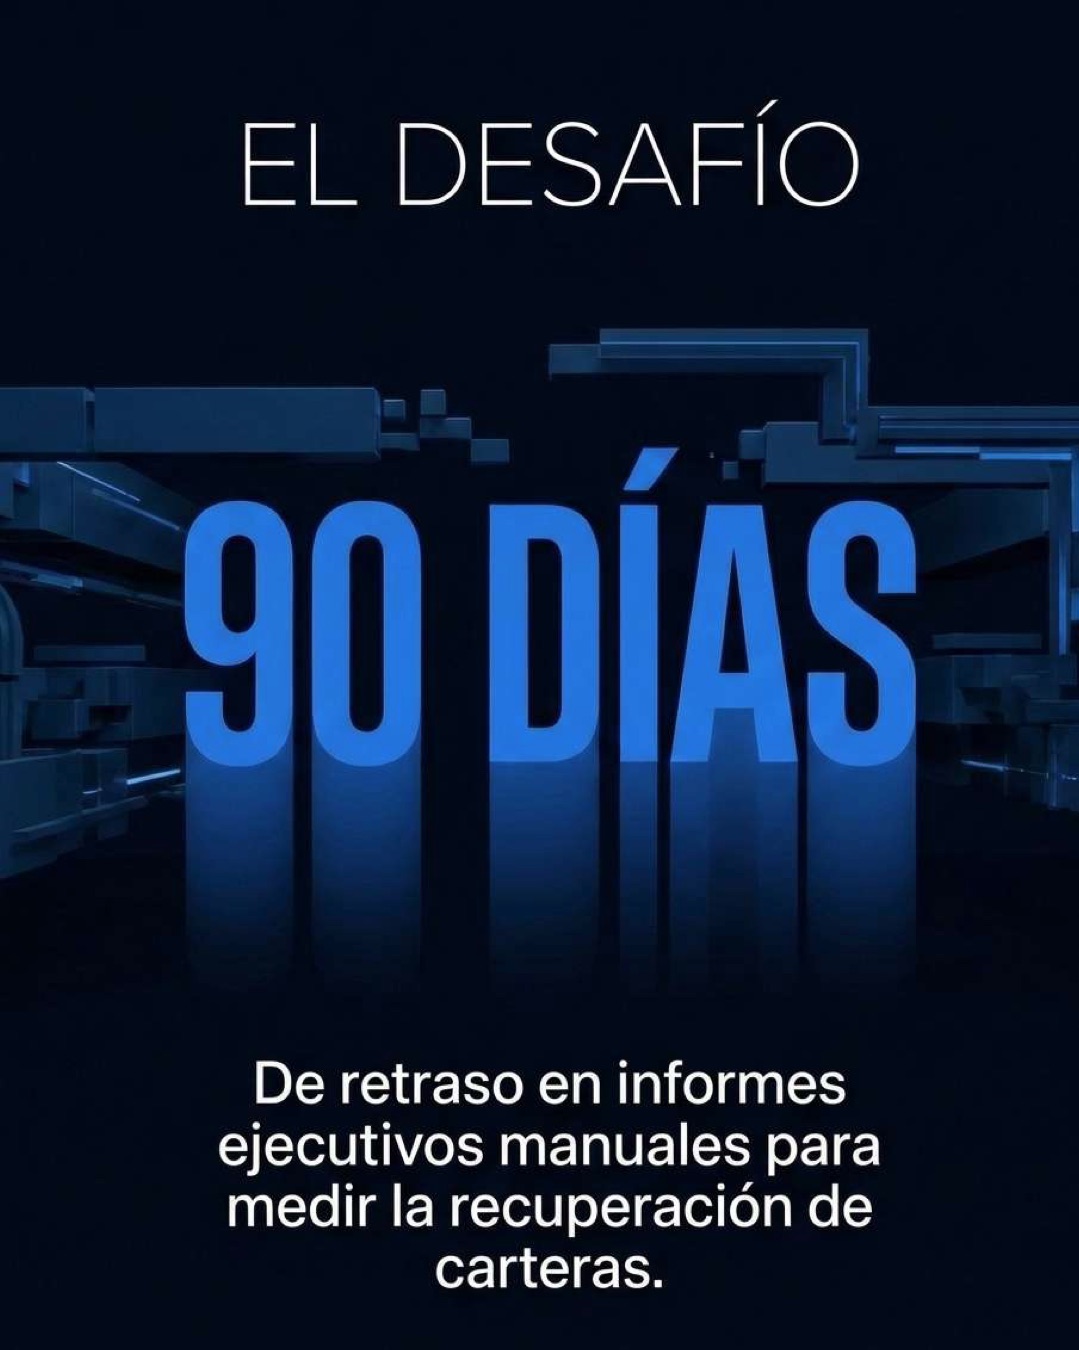 EL DESAFÍO
90 DÍAS
De retraso en informes
ejecutivos manuales para
medir la recuperación de
carteras.